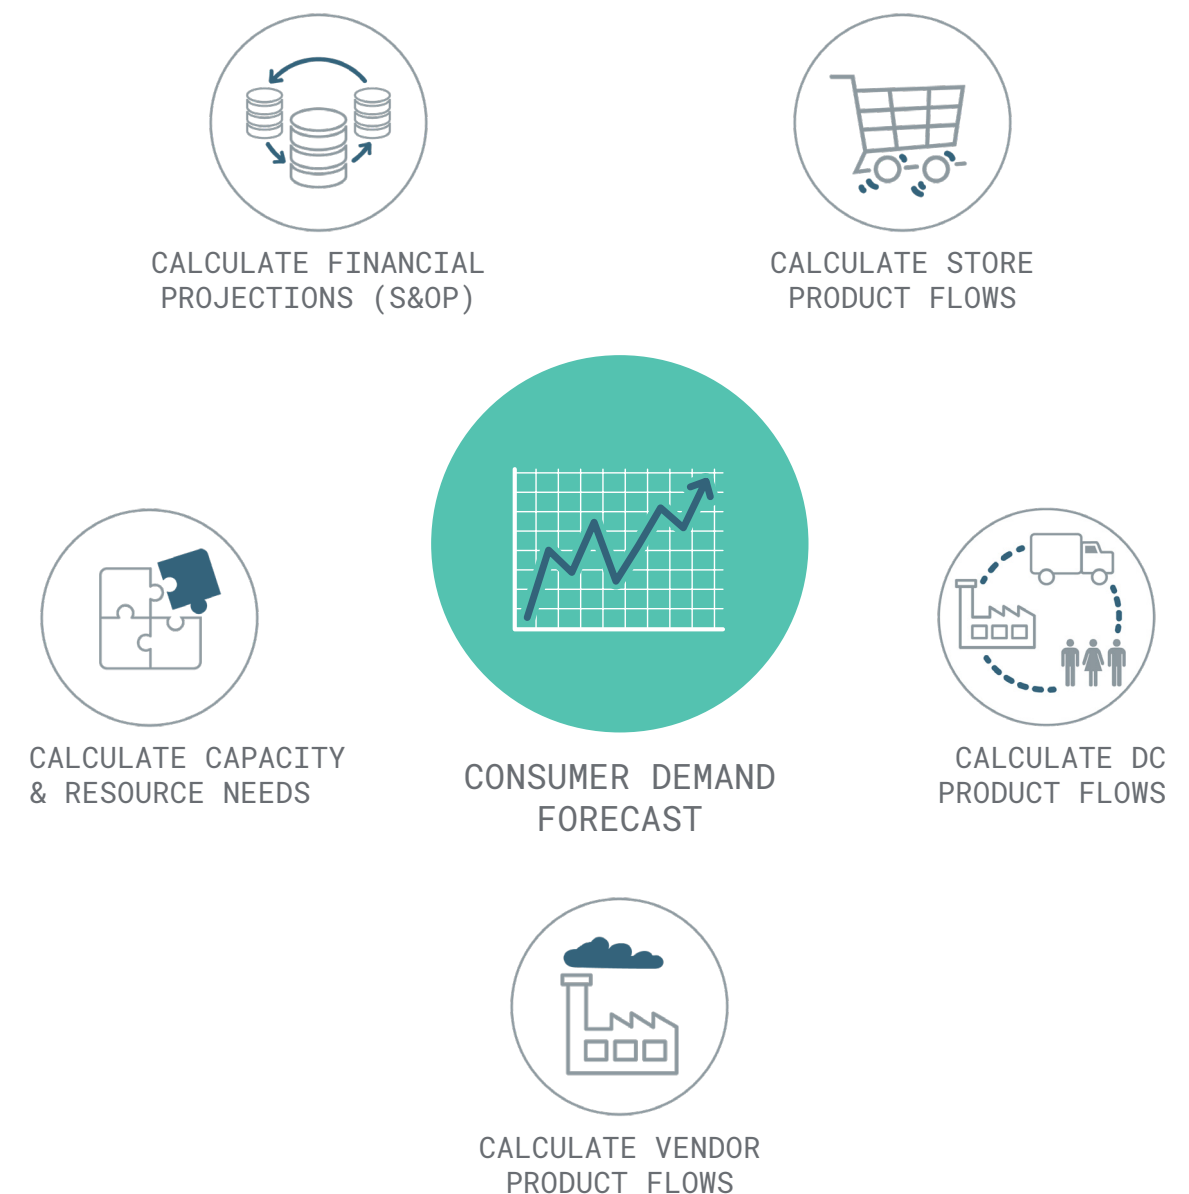 CALCULATE FINANCIAL
PROJECTIONS (S&OP)
CALCULATE STORE
PRODUCT FLOWS
CALCULATE CAPACITY
& RESOURCE NEEDS
CONSUMER DEMAND
FORECAST
CALCULATE DC
PRODUCT FLOWS
CALCULATE VENDOR
PRODUCT FLOWS